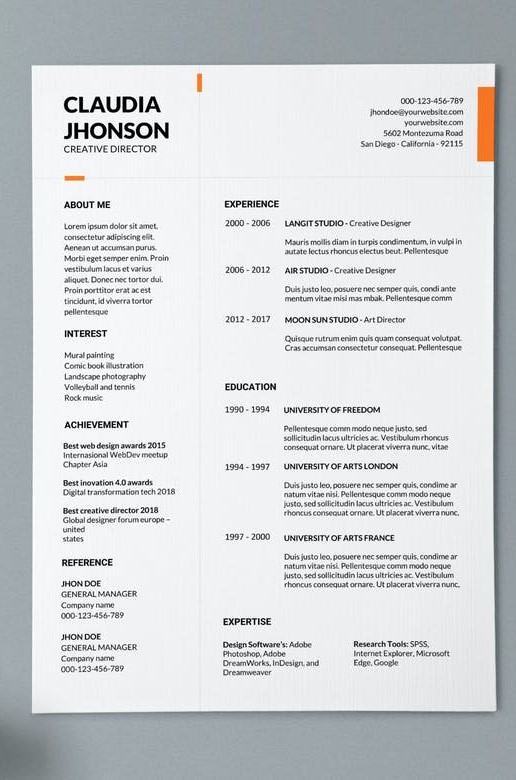 CLAUDIA
JHONSON
CREATIVE DIRECTOR
000-123-456-789
jhondoe@yourwebsite.com
yourwebsite.com
5602 Montezuma Road
San Diego - California - 92115
ABOUT ME
Lorem ipsum dolor sit amet,
consectetur adipiscing elit.
Aenean ut accumsan purus.
Morbi eget semper enim. Proin
vestibulum lacus et varius
aliquet. Donec nec tortor dui.
Proin porttitor erat ac est
tincidunt, id viverra tortor
pellentesque
INTEREST
Mural painting
Comic book illustration
Landscape photography
Volleyball and tennis
Rock music
ACHIEVEMENT
Best web design awards 2015
Internasional WebDev meetup
Chapter Asia
Best inovation 4.0 awards
Digital transformation tech 2018
Best creative director 2018
Global designer forum europe –
united
states
REFERENCE
JHON DOE
GENERAL MANAGER
Company name
000-123-456-789
JHON DOE
GENERAL MANAGER
Company name
000-123-456-789
EXPERIENCE
2000 - 2006 LANGIT STUDIO - Creative Designer
Mauris mollis diam in turpis condimentum, in vulpi in
autate lectus rhoncus electus beut. Pellentesque
2006 - 2012 AIR STUDIO - Creative Designer
Duis justo leo, posuere nec semper quis, condi ante
mentum vitae misi mas mbak. Pellentesque comm
2012 - 2017 MOON SUN STUDIO - Art Director
Quisque rutrum enim quis quam consequat volutpat.
Cras accumsan consectetur consequat. Pellentesque
EDUCATION
1990 - 1994 UNIVERSITY OF FREEDOM
Pellentesque comm modo neque justo, sed
sollicitudin lacus ultricies ac. Vestibulum rhoncus
consequat ornare. Ut placerat viverra nunc, vitae
1994 - 1997 UNIVERSITY OF ARTS LONDON
Duis justo leo, posuere nec semper quis, condime ar
natum vitae nisi. Pellentesque comm modo neque
justo, sed sollicitudin lacus ultricies ac. Vestibulum
rhoncus consequat ornare. Ut placerat viverra nunc,
1997 - 2000 UNIVERSITY OF ARTS FRANCE
Duis justo leo, posuere nec semper quis, condime ar
natum vitae nisi. Pellentesque comm modo neque
justo, sed sollicitudin lacus ultricies ac. Vestibulum
rhoncus consequat ornare. Ut placerat viverra nunc,
EXPERTISE
Design Software's: Adobe
Photoshop, Adobe
DreamWorks, InDesign, and
Dreamweaver
Research Tools: SPSS,
Internet Explorer, Microsoft
Edge, Google